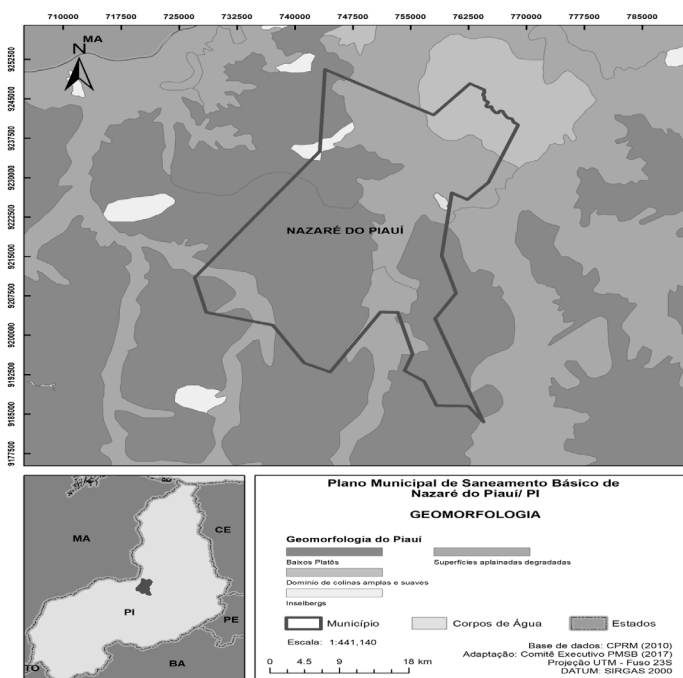 710000 717500 725000 732500 740000 747500 755000 762500 770000 777500 785000
MA
N
9252500
9245000
9237500
9230000
9222500
9215000
9207500
9200000
9192500
9185000
9177500
NAZARÉ DO PIAUÍ
MA
CE
PI
PE
TO
BA
Plano Municipal de Saneamento Básico de
Nazaré do Piauí/ PI
GEOMORFOLOGIA
Geomorfologia do Piauí
Baixos Platôs
Superfícies aplainadas degradadas
Domínio de colinas amplas e suaves
Inselbergs
Município
Corpos de Água
Estados
Escala: 1:441,140
0 4.5 9 18 km
Base de dados: CPRM (2010)
Adaptação: Comitê Executivo PMSB (2017)
Projeção UTM - Fuso 23S
DATUM: SIRGAS 2000